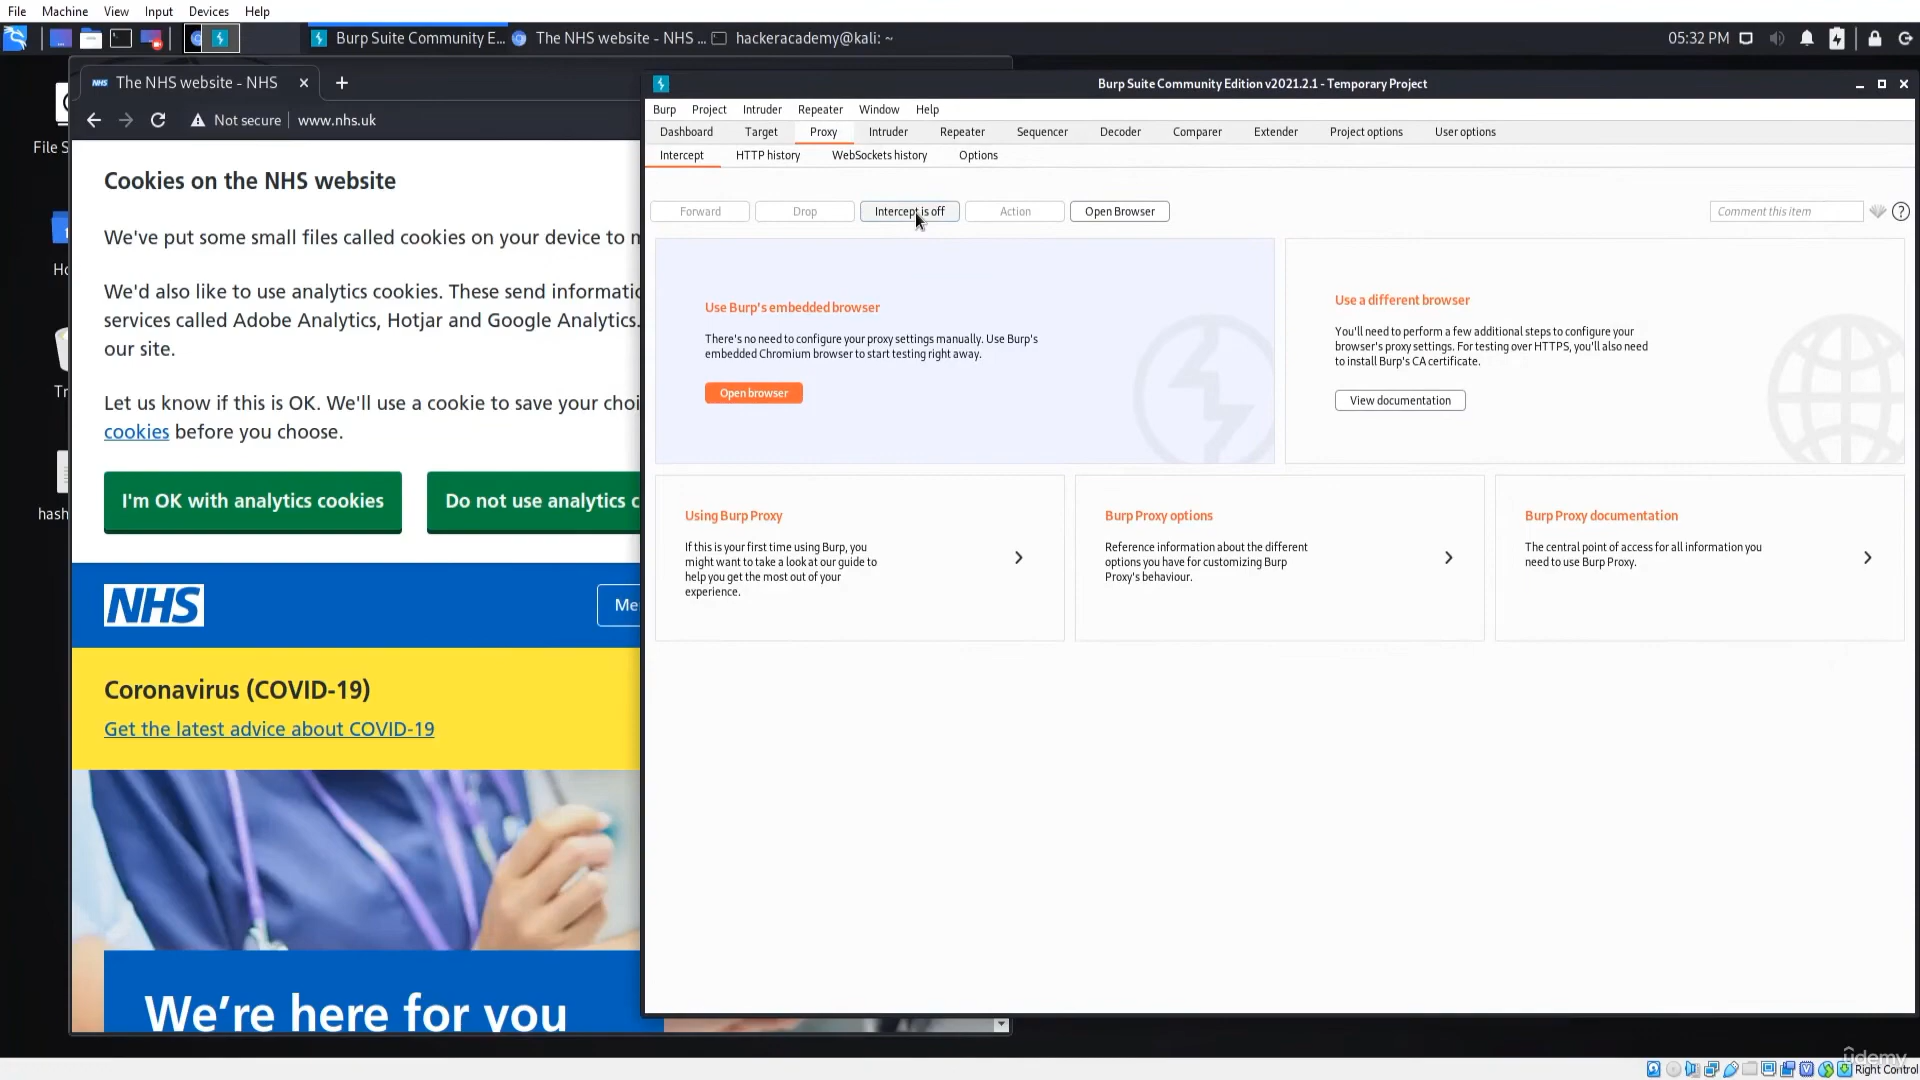 File Machine View Input Devices Help
Burp Suite Community E... The NHS website - NHS ... hackeracademy@kali: ~ 05:32 PM
The NHS website - NHS
Not secure www.nhs.uk
File S
Ho
Tr
hash
Cookies on the NHS website
We've put some small files called cookies on your device to m
We'd also like to use analytics cookies. These send informatio
services called Adobe Analytics, Hotjar and Google Analytics.
our site.
Let us know if this is OK. We'll use a cookie to save your choi
cookies before you choose.
I'm OK with analytics cookies Do not use analytics c
NHS Me
Coronavirus (COVID-19)
Get the latest advice about COVID-19
We're here for you
Burp Suite Community Edition v2021.2.1 - Temporary Project
Burp Project Intruder Repeater Window Help
Dashboard Target Proxy Intruder Repeater Sequencer Decoder Comparer Extender Project options User options
Intercept HTTP history WebSockets history Options
Forward Drop Intercept is off Action Open Browser Comment this item ?
Use Burp's embedded browser
There's no need to configure your proxy settings manually. Use Burp's
embedded Chromium browser to start testing right away.
Open browser
Use a different browser
You'll need to perform a few additional steps to configure your
browser's proxy settings. For testing over HTTPS, you'll also need
to install Burp's CA certificate.
View documentation
Using Burp Proxy
If this is your first time using Burp, you
might want to take a look at our guide to
help you get the most out of your
experience.
Burp Proxy options
Reference information about the different
options you have for customizing Burp
Proxy's behaviour.
Burp Proxy documentation
The central point of access for all information you
need to use Burp Proxy.
udemy
Right Control